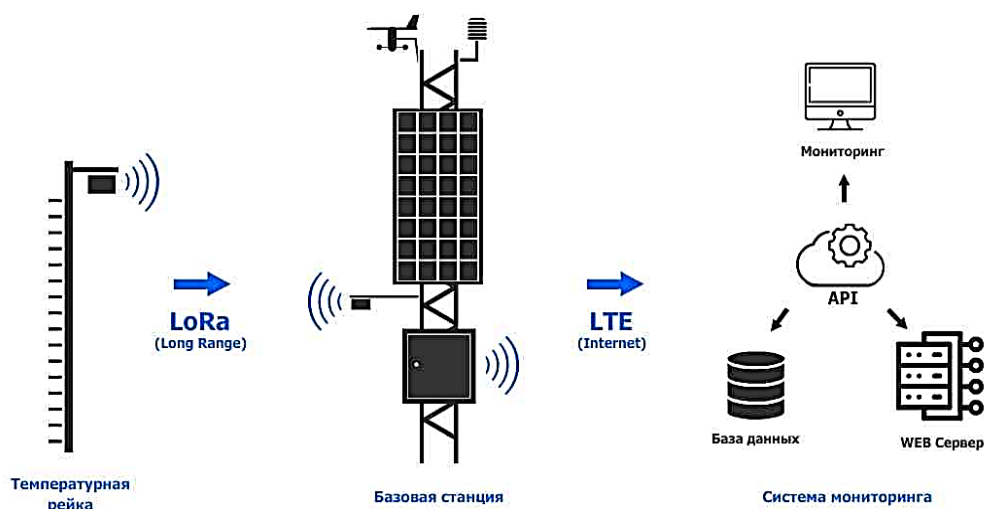 Мониторинг
LoRa
(Long Range)
LTE
(Internet)
API
База данных
WEB Сервер
Температурная
рейка
Базовая станция
Система мониторинга